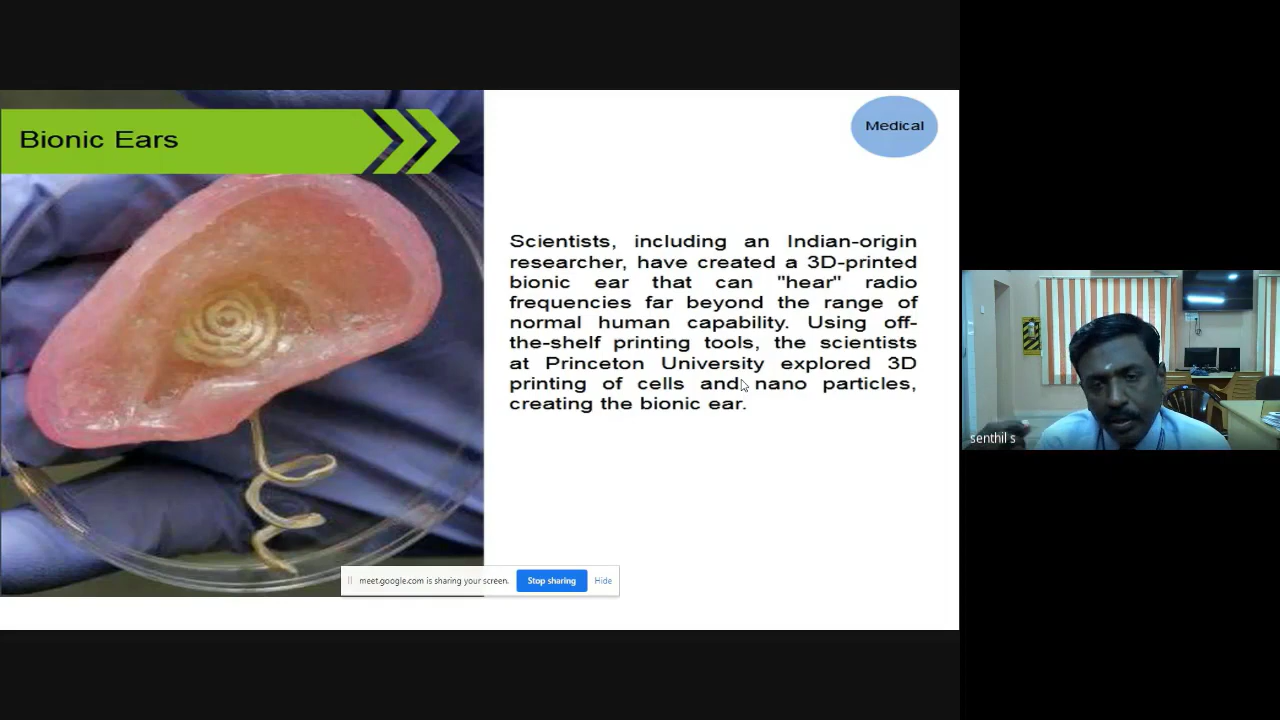 Bionic Ears
Medical
Scientists, including an Indian-origin
researcher, have created a 3D-printed
bionic ear that can "hear" radio
frequencies far beyond the range of
normal human capability. Using off-
the-shelf printing tools, the scientists
at Princeton University explored 3D
printing of cells and nano particles,
creating the bionic ear.
meet.google.com is sharing your screen.
Stop sharing
Hide
senthil s